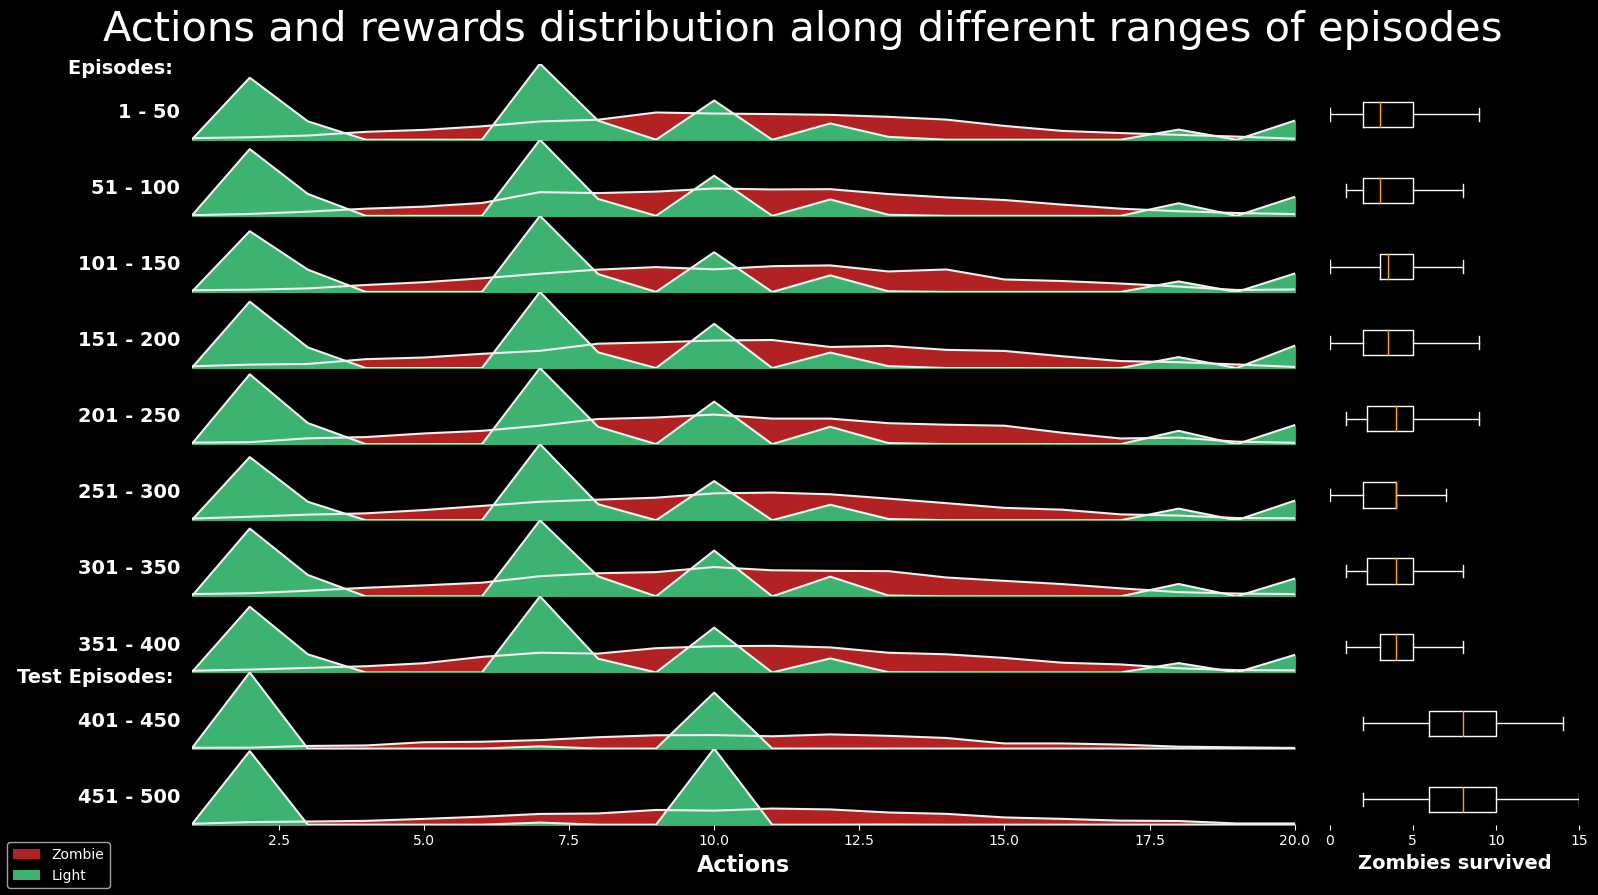 Actions and rewards distribution along different ranges of episodes
Episodes:
1 - 50
51 - 100
101 - 150
151 - 200
201 - 250
251 - 300
301 - 350
351 - 400
Test Episodes:
401 - 450
451 - 500
2.5 5.0 7.5 10.0 12.5 15.0 17.5 20.0
Actions
0 5 10 15
Zombies survived
Zombie
Light